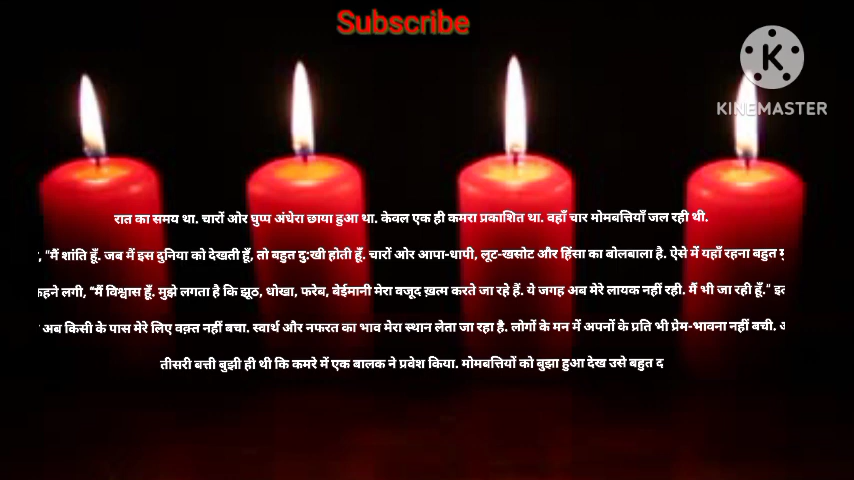 Subscribe
KINEMASTER
रात का समय था. चारों ओर घुप्प अंधेरा छाया हुआ था. केवल एक ही कमरा प्रकाशित था. वहाँ चार मोमबत्तियाँ जल रही थी.
, "मैं शांति हूँ. जब मैं इस दुनिया को देखती हूँ, तो बहुत दु:खी होती हूँ. चारों ओर आपा-धापी, लूट-खसोट और हिंसा का बोलबाला है. ऐसे में यहाँ रहना बहुत
कहने लगी, "मैं विश्वास हूँ. मुझे लगता है कि झूठ, धोखा, फरेब, बेईमानी मेरा वजूद ख़त्म करते जा रहे हैं. ये जगह अब मेरे लायक नहीं रही. मैं भी जा रही हूँ."
अब किसी के पास मेरे लिए वक़्त नहीं बचा. स्वार्थ और नफरत का भाव मेरा स्थान लेता जा रहा है. लोगों के मन में अपनों के प्रति भी प्रेम-भावना नहीं बची.
तीसरी बत्ती बुझी ही थी कि कमरे में एक बालक ने प्रवेश किया. मोमबत्तियों को बुझा हुआ देख उसे बहुत द